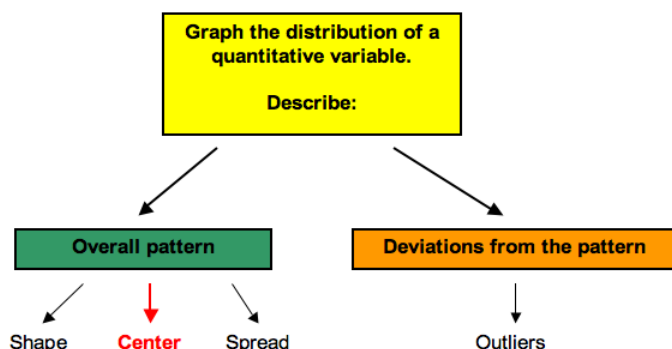 Graph the distribution of a
quantitative variable.
Describe:
Overall pattern
Deviations from the pattern
Shape
Center
Spread
Outliers